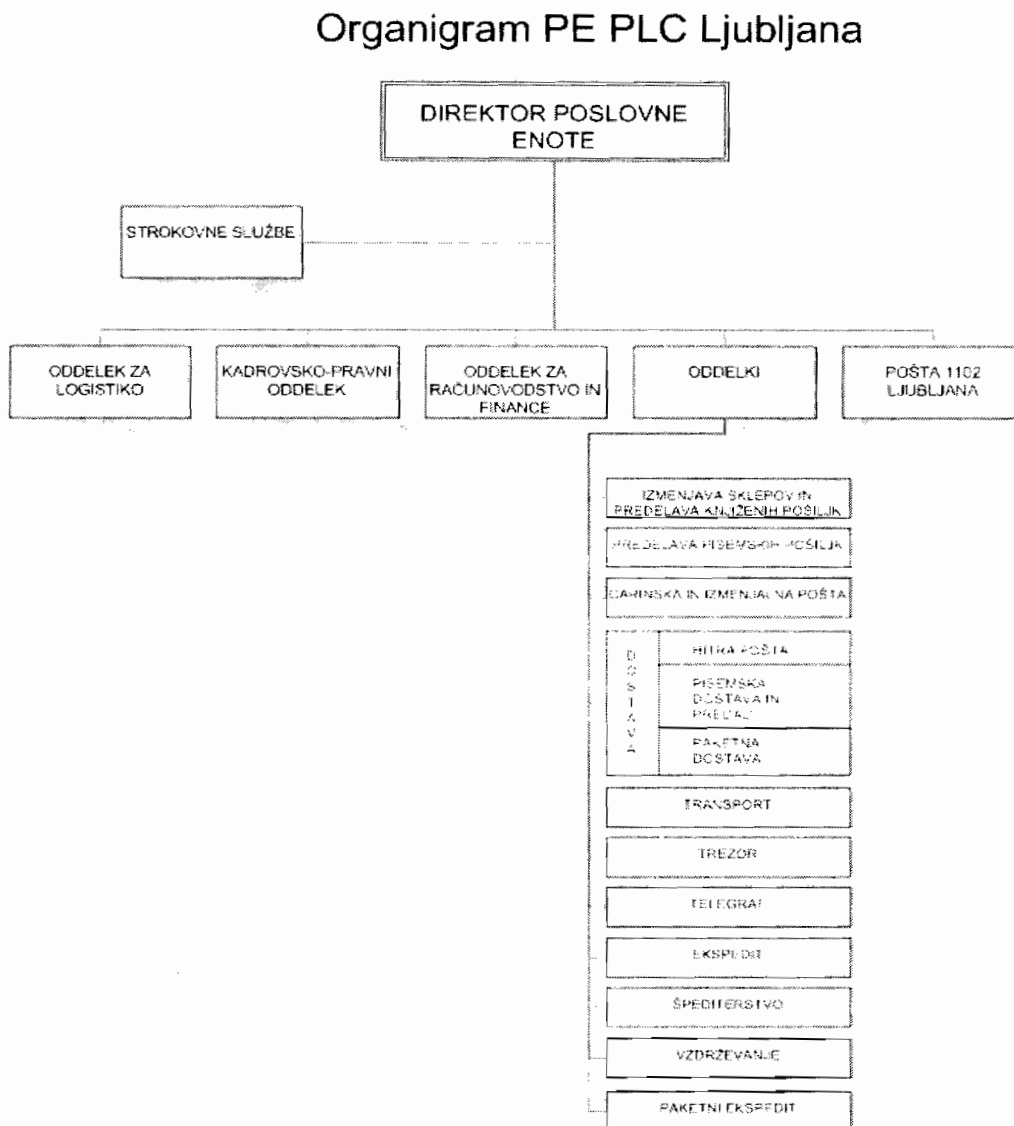 Organigram PE PLC Ljubljana
DIREKTOR POSLOVNE
ENOTE
STROKOVNE SLUŽBE
ODDELEK ZA
LOGISTIKO
KADROVSKO-PRAVNI
ODDELEK
ODDELEK ZA
RAČUNOVODSTVO IN
FINANCE
ODDELKI
POŠTA 1102
LJUBLJANA
IZMENJAVA SKLEPOV IN
PREDELAVA KNJIŽENIH POŠILJK
PREDELAVA PISEMSKIH POŠILJK
CARINSKA IN IZMENJALNA POŠTA
DOSTAVA
HITRA POŠTA
PISEMSKA
DOSTAVA IN
PREDALI
PAKETNA
DOSTAVA
TRANSPORT
TREZOR
TELEGRAF
EKSPEDIT
ŠPEDITERSTVO
VZDRŽEVANJE
PAKETNI EKSPEDIT